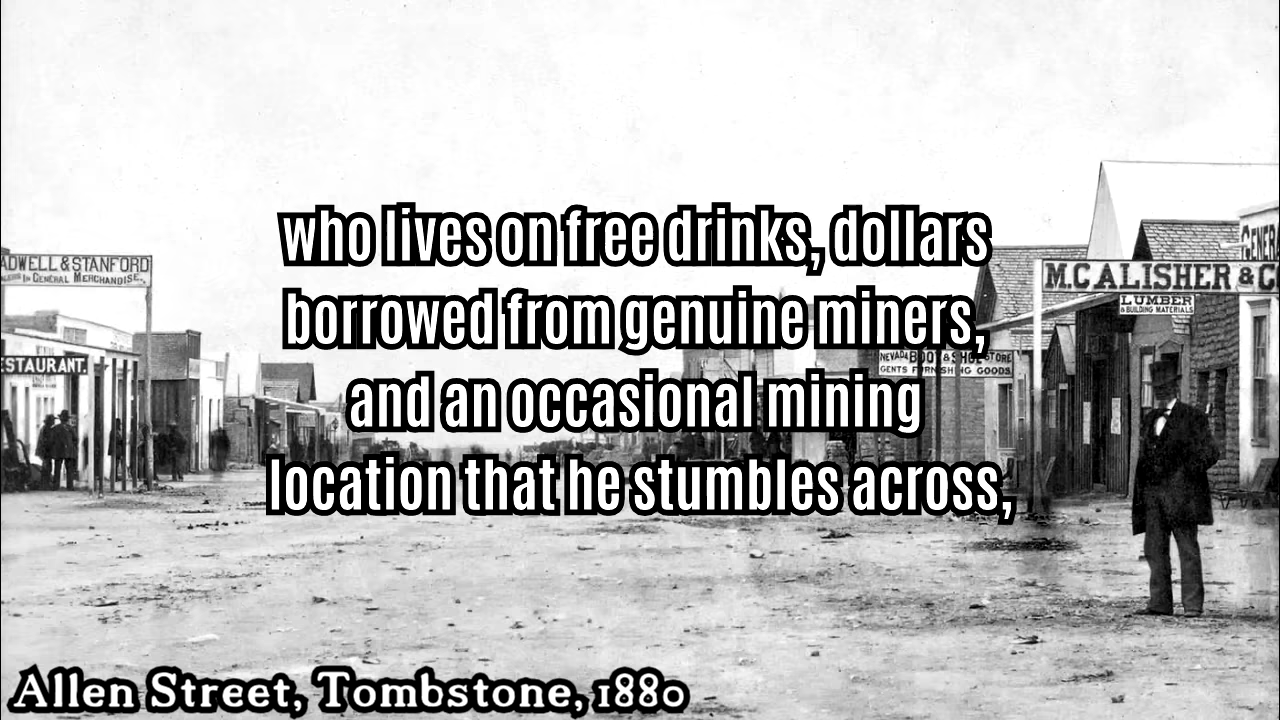 who lives on free drinks, dollars
borrowed from genuine miners,
and an occasional mining
location that he stumbles across,
ADWELL & STANFORD
IN GENERAL MERCHANDISE.
ESTAURANT.
GENER
M.CALISHER & C
LUMBER
& BUILDING MATERIALS
NEVADA BOOT & SHOE STORE
GENTS FURNISHING GOODS
Allen Street, Tombstone, 1880